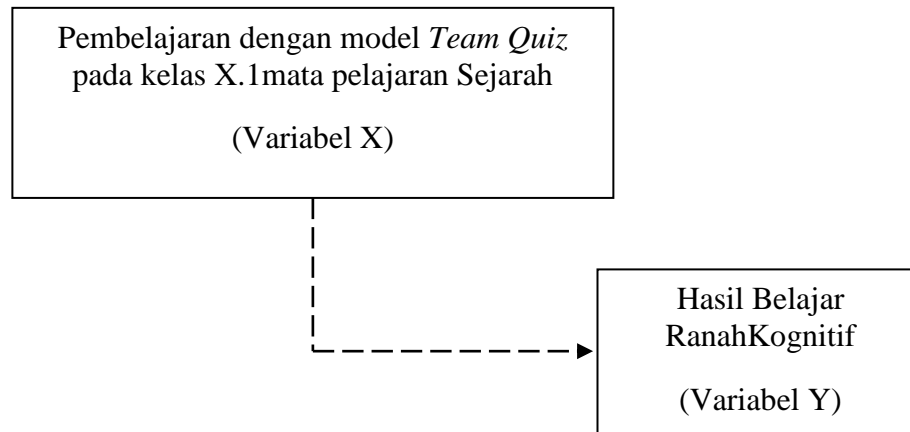 Pembelajaran dengan model Team Quiz
pada kelas X.1mata pelajaran Sejarah
(Variabel X)
Hasil Belajar
RanahKognitif
(Variabel Y)